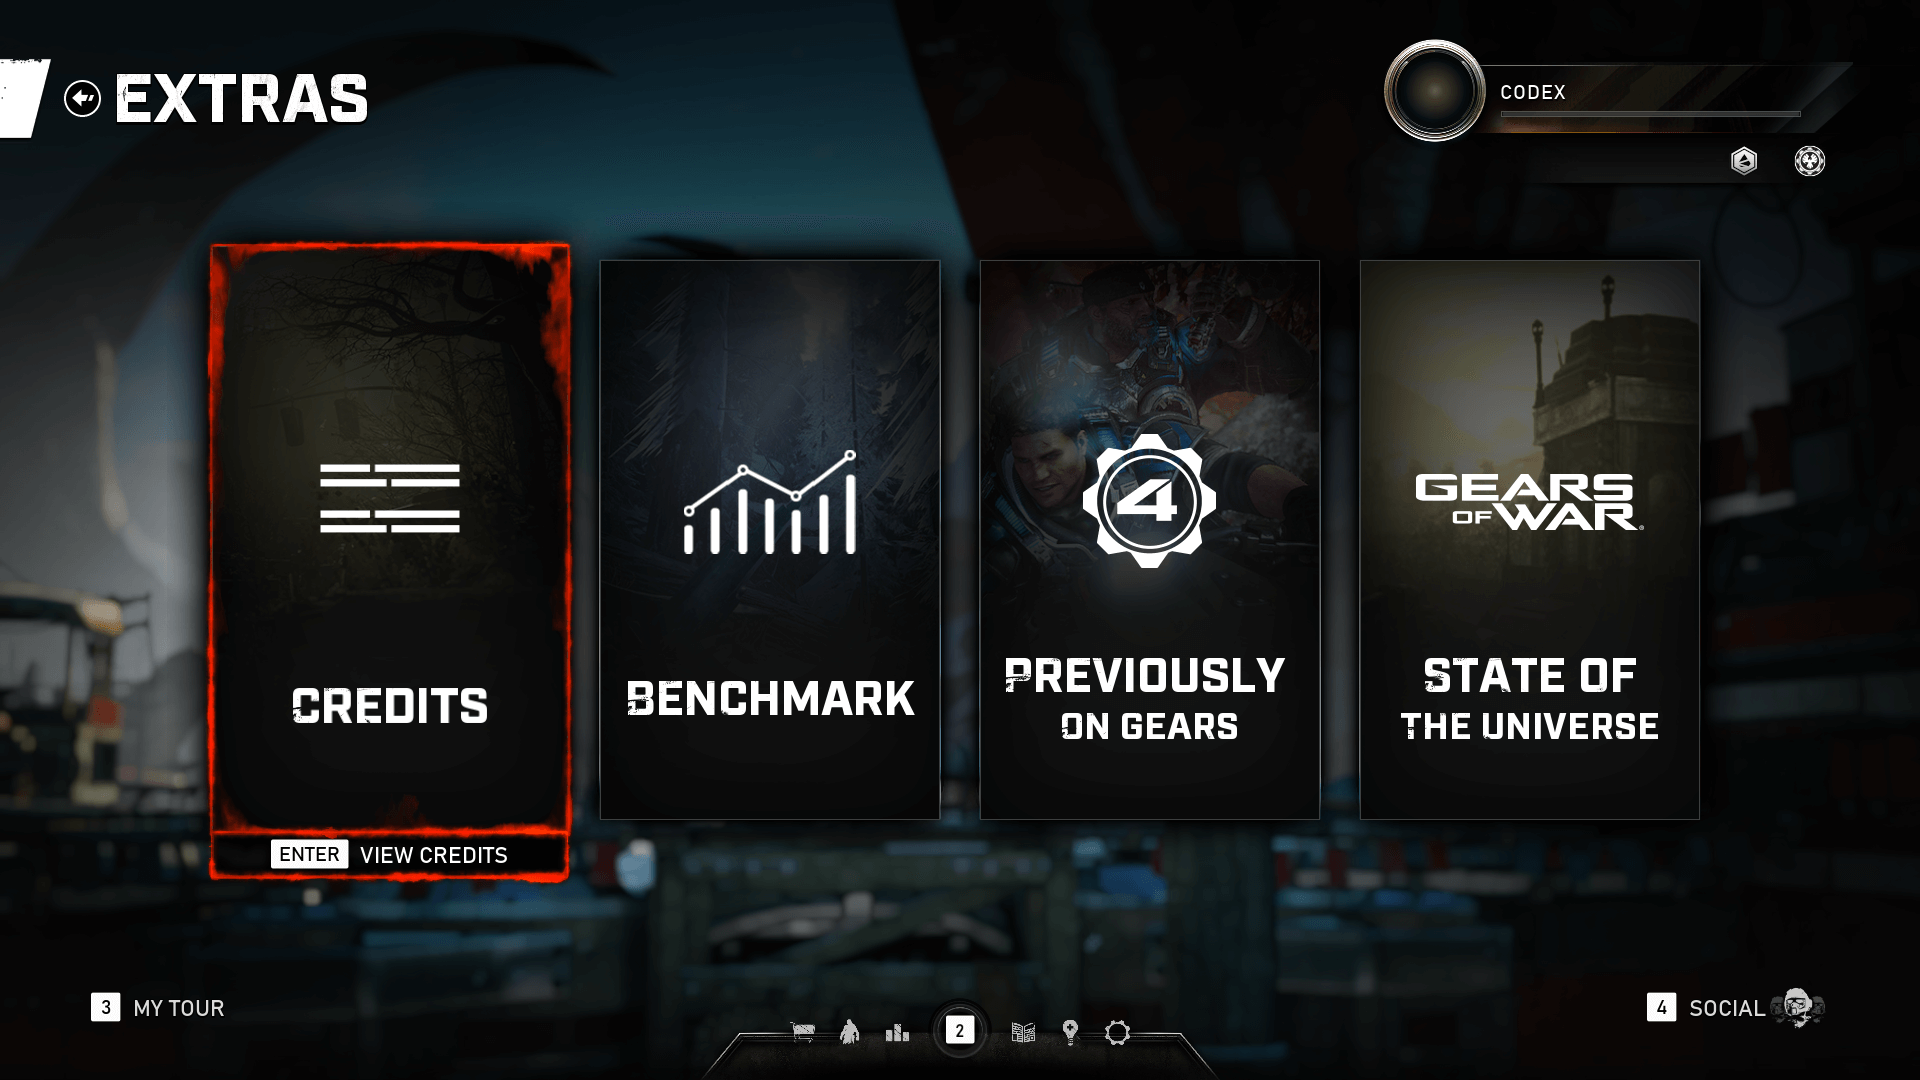 EXTRAS
CODEX
CREDITS
ENTER VIEW CREDITS
BENCHMARK
4
PREVIOUSLY
ON GEARS
GEARS
OF WAR
STATE OF
THE UNIVERSE
3 MY TOUR
2
4 SOCIAL